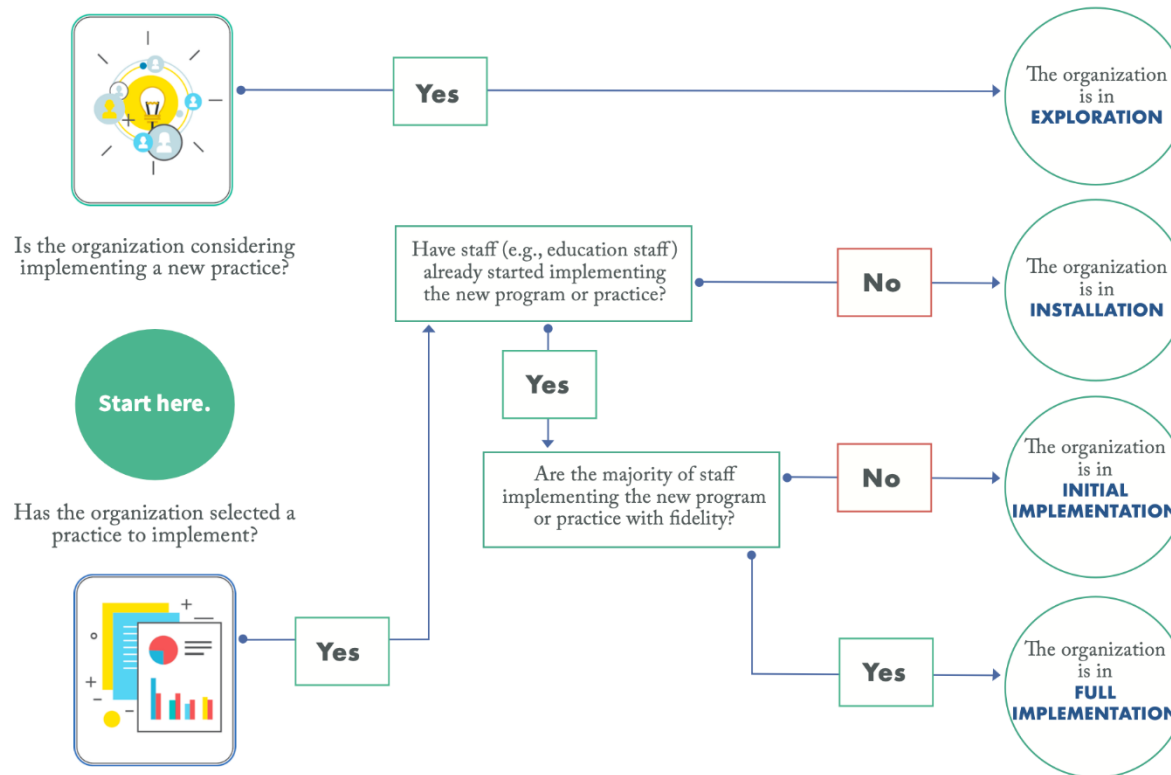 Yes
The organization
is in
EXPLORATION
Is the organization considering
implementing a new practice?
Have staff (e.g., education staff)
already started implementing
the new program or practice?
No
The organization
is in
INSTALLATION
Start here.
Yes
Are the majority of staff
implementing the new program
or practice with fidelity?
No
The organization
is in
INITIAL
IMPLEMENTATION
Has the organization selected a
practice to implement?
Yes
Yes
The organization
is in
FULL
IMPLEMENTATION